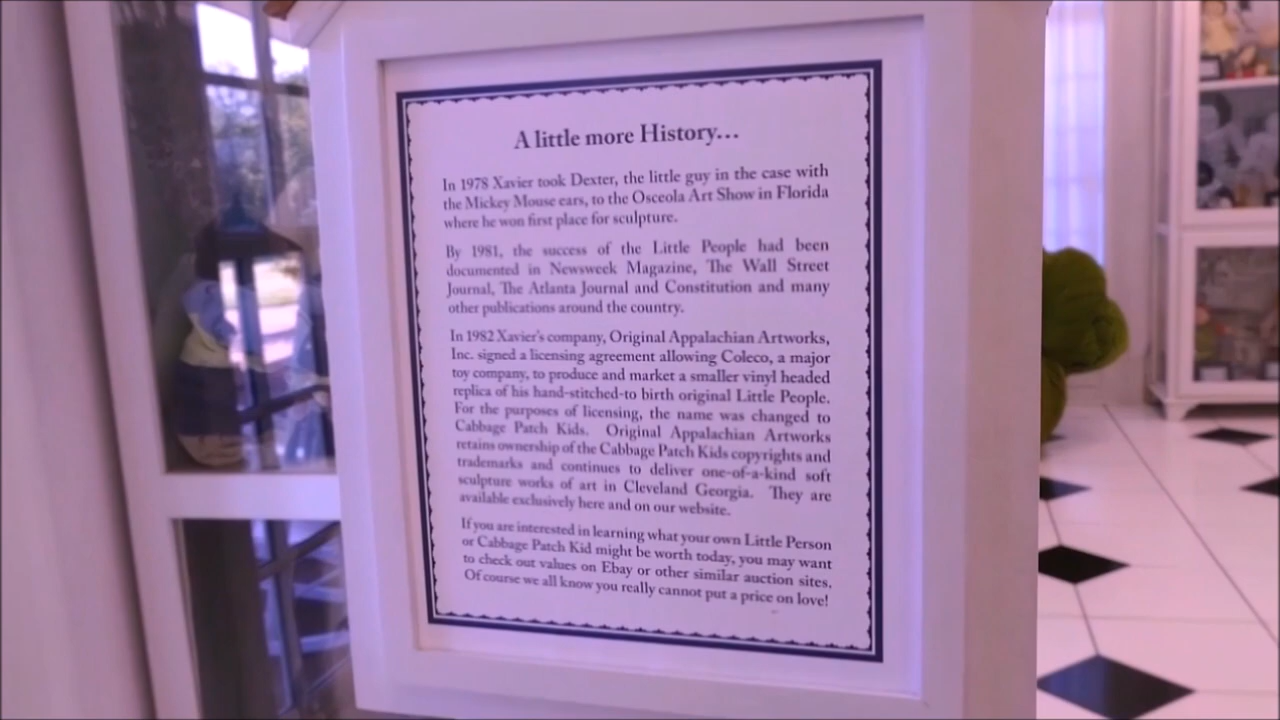 A little more History...
In 1978 Xavier took Dexter, the little guy in the case with
the Mickey Mouse ears, to the Osceola Art Show in Florida
where he won first place for sculpture.
By 1981, the success of the Little People had been
documented in Newsweek Magazine, The Wall Street
Journal, The Atlanta Journal and Constitution and many
other publications around the country.
In 1982 Xavier's company, Original Appalachian Artworks,
Inc. signed a licensing agreement allowing Coleco, a major
toy company, to produce and market a smaller vinyl headed
replica of his hand-stitched-to birth original Little People.
For the purposes of licensing, the name was changed to
Cabbage Patch Kids. Original Appalachian Artworks
retains ownership of the Cabbage Patch Kids copyrights and
trademarks and continues to deliver one-of-a-kind soft
sculpture works of art in Cleveland Georgia. They are
available exclusively here and on our website.
If you are interested in learning what your own Little Person
or Cabbage Patch Kid might be worth today, you may want
to check out values on Ebay or other similar auction sites.
Of course we all know you really cannot put a price on love!